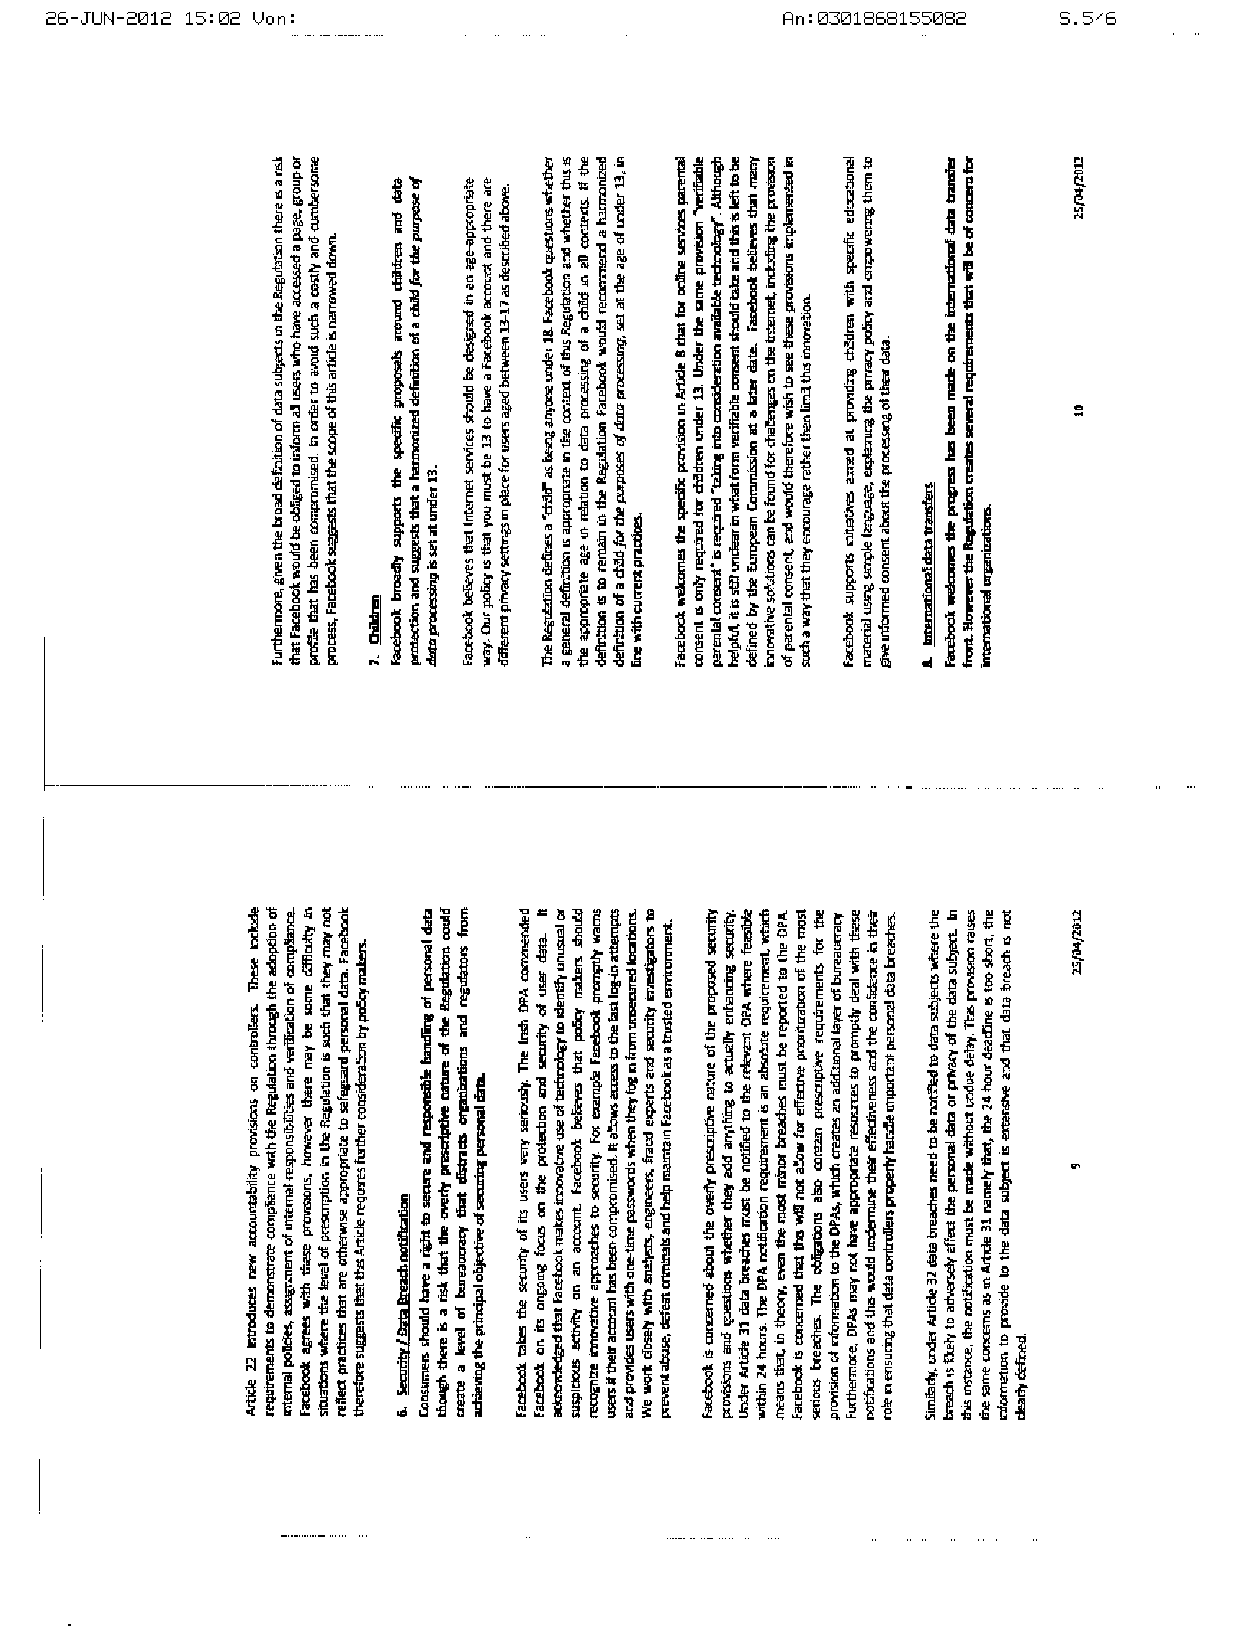 26-JUN-2012 15:02 Von: An:0301868155082 S.5/6
Article 22 introduces new accountability provisions on controllers. These include
requirements to demonstrate compliance with the Regulation through the adoption of
internal policies, assignment of internal responsibilities and verification of compliance.
Facebook agrees with these provisions, however there may be some difficulty in
situations where the level of prescription in the Regulation is such that they may not
reflect practices that are otherwise appropriate to safeguard personal data. Facebook
therefore suggests that this Article requires further consideration by policy makers.
6. Security / Data Breach notification
Consumers should have a right to secure and responsible handling of personal data
though there is a risk that the overly prescriptive nature of the Regulation could
create a level of bureaucracy that distracts organizations and regulators from
achieving the principal objective of securing personal data.
Facebook takes the security of its users very seriously. The Irish DPA commended
Facebook on its ongoing focus on the protection and security of user data. It
acknowledged that Facebook makes innovative use of technology to identify unusual or
suspicious activity on an account. Facebook believes that policy makers should
recognize innovative approaches to security. For example Facebook promptly warns
users if their account has been compromised. It allows access to the last log-in attempts
and provides users with one-time passwords when they log in from unsecured locations.
We work closely with analysts, engineers, fraud experts and security investigators to
prevent abuse, defeat criminals and help maintain Facebook as a trusted environment.
Facebook is concerned about the overly prescriptive nature of the proposed security
provisions and questions whether they add anything to actually enhancing security.
Under Article 31 data breaches must be notified to the relevant DPA where feasible
within 24 hours. The DPA notification requirement is an absolute requirement, which
means that, in theory, even the most minor breaches must be reported to the DPA.
Facebook is concerned that this will not allow for effective prioritization of the most
serious breaches. The obligations also contain prescriptive requirements for the
provision of information to the DPAs, which creates an additional layer of bureaucracy
Furthermore, DPAs may not have appropriate resources to promptly deal with these
notifications and this would undermine their effectiveness and the confidence in their
role in ensuring that data controllers properly handle important personal data breaches.
Similarly, under Article 32 data breaches need to be notified to data subjects where the
breach is likely to adversely effect the personal data or privacy of the data subject. In
this instance, the notification must be made without undue delay. This provision raises
the same concerns as in Article 31 namely that, the 24 hour deadline is too short, the
information to provide to the data subject is extensive and that data breach is not
clearly defined.
9 25/04/2012
Furthermore, given the broad definition of data subjects in the Regulation there is a risk
that Facebook would be obliged to inform all users who have accessed a page, group or
profile that has been compromised. In order to avoid such a costly and cumbersome
process, Facebook suggests that the scope of this article is narrowed down.
7. Children
Facebook broadly supports the specific proposals around children and data
protection and suggests that a harmonized definition of a child for the purpose of
data processing is set at under 13.
Facebook believes that Internet services should be designed in an age-appropriate
way. Our policy is that you must be 13 to have a Facebook account and there are
different privacy settings in place for users aged between 13-17 as described above.
The Regulation defines a "child" as being anyone under 18. Facebook questions whether
a general definition is appropriate in the context of this Regulation and whether this is
the appropriate age in relation to data processing of a child in all contexts. If the
definition is to remain in the Regulation Facebook would recommend a harmonized
definition of a child for the purposes of data processing, set at the age of under 13, in
line with current practices.
Facebook welcomes the specific provision in Article 8 that for online services parental
consent is only required for children under 13. Under the same provision "verifiable
parental consent" is required "taking into consideration available technology". Although
helpful, it is still unclear in what form verifiable consent should take and this is left to be
defined by the European Commission at a later date. Facebook believes that many
innovative solutions can be found for challenges on the internet, including the provision
of parental consent, and would therefore wish to see these provisions implemented in
such a way that they encourage rather then limit this innovation.
Facebook supports initiatives aimed at providing children with specific educational
material using simple language, explaining the privacy policy and empowering them to
give informed consent about the processing of their data.
8. International data transfers
Facebook welcomes the progress has been made on the international data transfer
front. However the Regulation creates several requirements that will be of concern for
international organizations.
10 25/04/2012